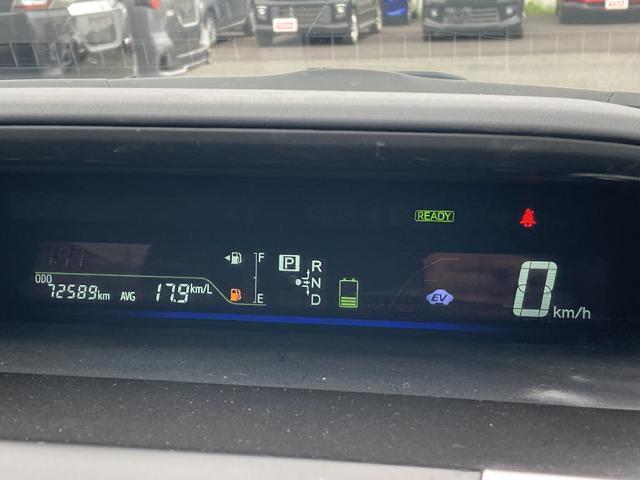 READY
F
P R
N
D
E
ODO
72589km AVG 17.9km/L
EV
0 km/h